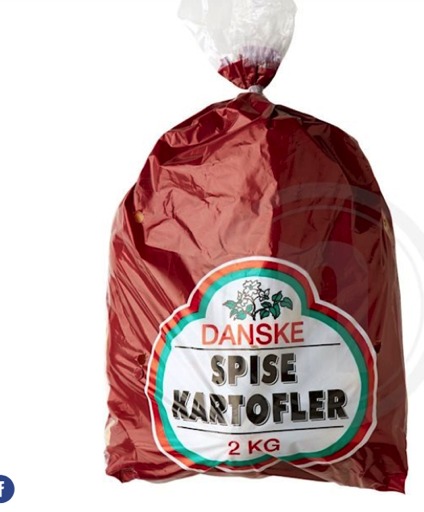 DANSKE
SPISE
KARTOFLER
2 KG
f